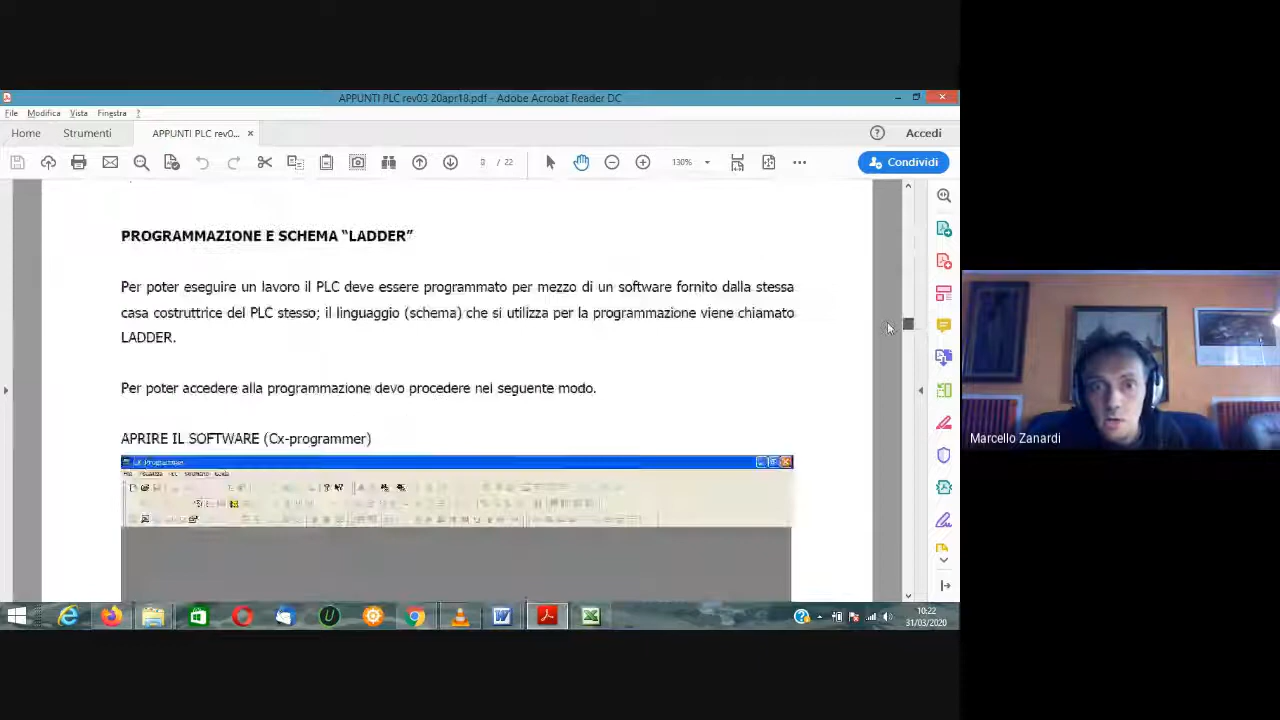 APPUNTI PLC rev03 20apr18.pdf - Adobe Acrobat Reader DC
File Modifica Vista Finestra ?
Home Strumenti APPUNTI PLC rev0... × Accedi
8 / 22 130% Condividi
PROGRAMMAZIONE E SCHEMA “LADDER”
Per poter eseguire un lavoro il PLC deve essere programmato per mezzo di un software fornito dalla stessa
casa costruttrice del PLC stesso; il linguaggio (schema) che si utilizza per la programmazione viene chiamato
LADDER.
Per poter accedere alla programmazione devo procedere nel seguente modo.
APRIRE IL SOFTWARE (Cx-programmer)
Marcello Zanardi
10:22
31/03/2020